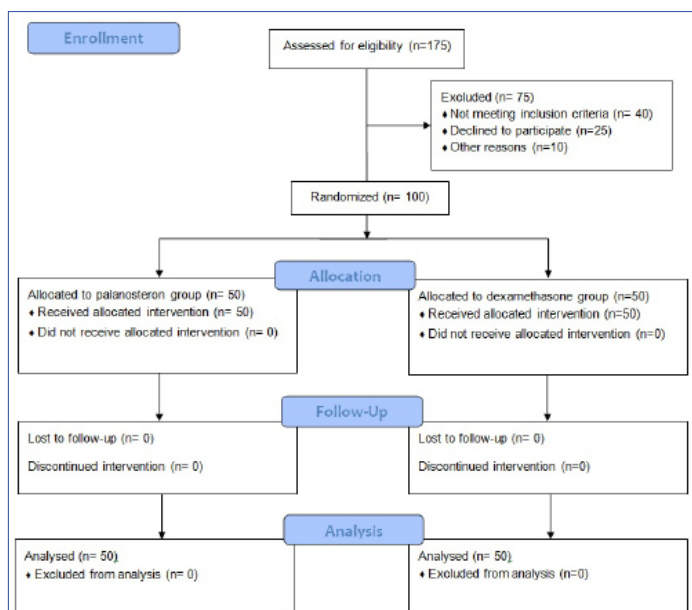 Enrollment
Assessed for eligibility (n=175)
Excluded (n= 75)
♦ Not meeting inclusion criteria (n= 40)
♦ Declined to participate (n=25)
♦ Other reasons (n=10)
Randomized (n= 100)
Allocation
Allocated to palanosteron group (n= 50)
♦ Received allocated intervention (n= 50)
♦ Did not receive allocated intervention (n= 0)
Allocated to dexamethasone group (n=50)
♦ Received allocated intervention (n=50)
♦ Did not receive allocated intervention (n=0)
Follow-Up
Lost to follow-up (n= 0)
Discontinued intervention (n= 0)
Lost to follow-up (n= 0)
Discontinued intervention (n=0)
Analysis
Analysed (n= 50)
♦ Excluded from analysis (n= 0)
Analysed (n= 50)
♦ Excluded from analysis (n=0)